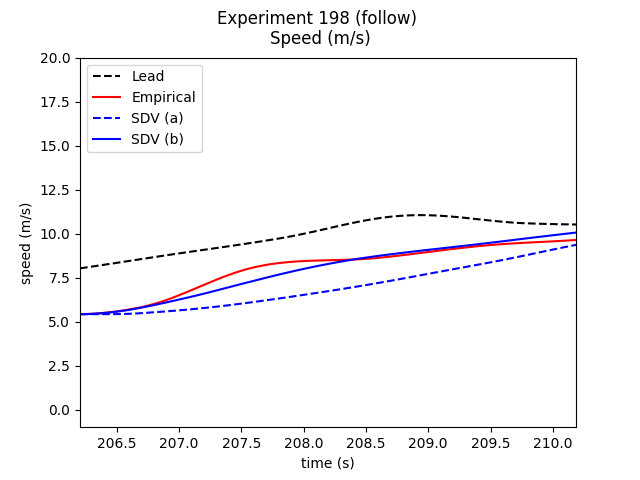 Experiment 198 (follow)
Speed (m/s)
20.0
17.5
15.0
12.5
10.0
7.5
5.0
2.5
0.0
speed (m/s)
Lead
Empirical
SDV (a)
SDV (b)
206.5 207.0 207.5 208.0 208.5 209.0 209.5 210.0
time (s)